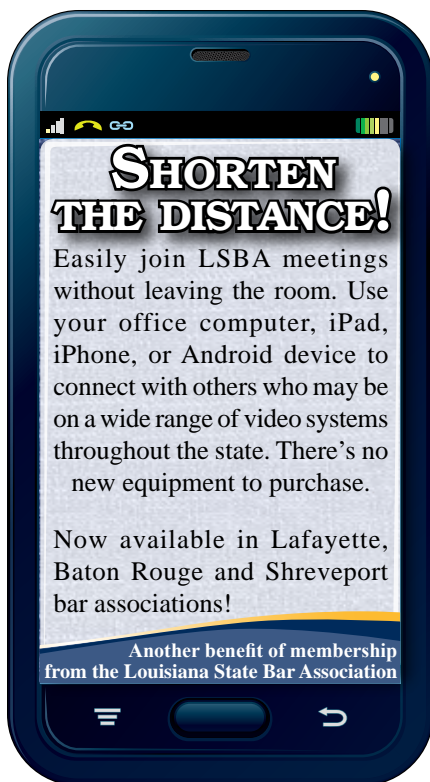 SHORTEN
THE DISTANCE!
Easily join LSBA meetings
without leaving the room. Use
your office computer, iPad,
iPhone, or Android device to
connect with others who may be
on a wide range of video systems
throughout the state. There’s no
new equipment to purchase.
Now available in Lafayette,
Baton Rouge and Shreveport
bar associations!
Another benefit of membership
from the Louisiana State Bar Association